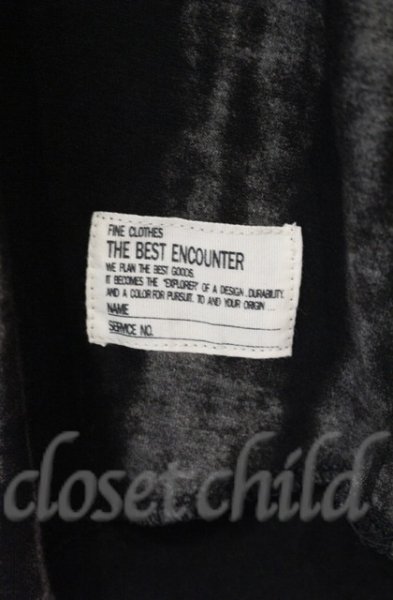 FINE CLOTHES
THE BEST ENCOUNTER
WE PLAN THE BEST GOODS.
IT BECOMES THE "EXPLORER" OF A DESIGN. DURABILITY.
AND A COLOR FOR PURSUIT. TO AND YOUR ORIGIN ...
NAME
SERVICE NO.
closet child